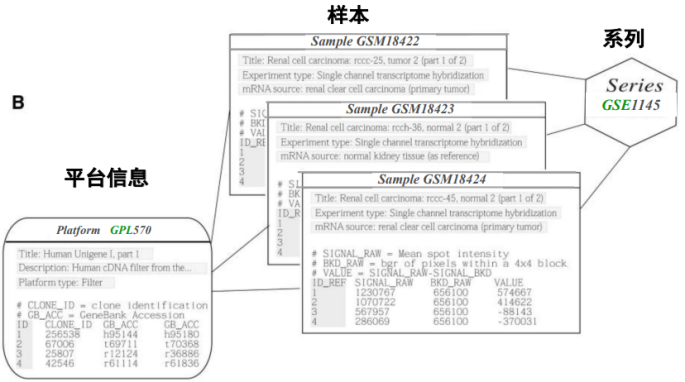 样本
系列
B
平台信息
Sample GSM18422
Title: Renal cell carcinoma: rccc-25, tumor 2 (part 1 of 2)
Experiment type: Single channel transcriptome hybridization
mRNA source: renal clear cell carcinoma (primary tumor)
# SIG
# BKD
# VAL
ID_RE
1
2
3
4
Sample GSM18423
Title: Renal cell carcinoma: rcch-36, normal 2 (part 1 of 2)
Experiment type: Single channel transcriptome hybridization
mRNA source: normal kidney tissue (as reference)
# SI
# BK
# VA
ID_R
1
2
3
4
Sample GSM18424
Title: Renal cell carcinoma: rccc-45, normal 2 (part 1 of 2)
Experiment type: Single channel transcriptome hybridization
mRNA source: renal clear cell carcinoma (primary tumor)
# SIGNAL_RAW = Mean spot intensity
# BKD_RAW = bgr of pixels within a 4x4 block
# VALUE = SIGNAL_RAW-SIGNAL_BKD
ID_REF SIGNAL_RAW BKD_RAW VALUE
1 1230767 656100 574667
2 1070722 656100 414622
3 567957 656100 -88143
4 286069 656100 -370031
Series
GSE1145
Platform GPL570
Title: Human Unigene I, part 1
Description: Human cDNA filter from the...
Platform type: Filter
# CLONE_ID = clone identification
# GB_ACC = GeneBank Accession
ID CLONE_ID GB_ACC GB_ACC
1 256538 h95144 h95180
2 67006 t69711 t70368
3 25807 r12124 r36886
4 42546 r61114 r61836